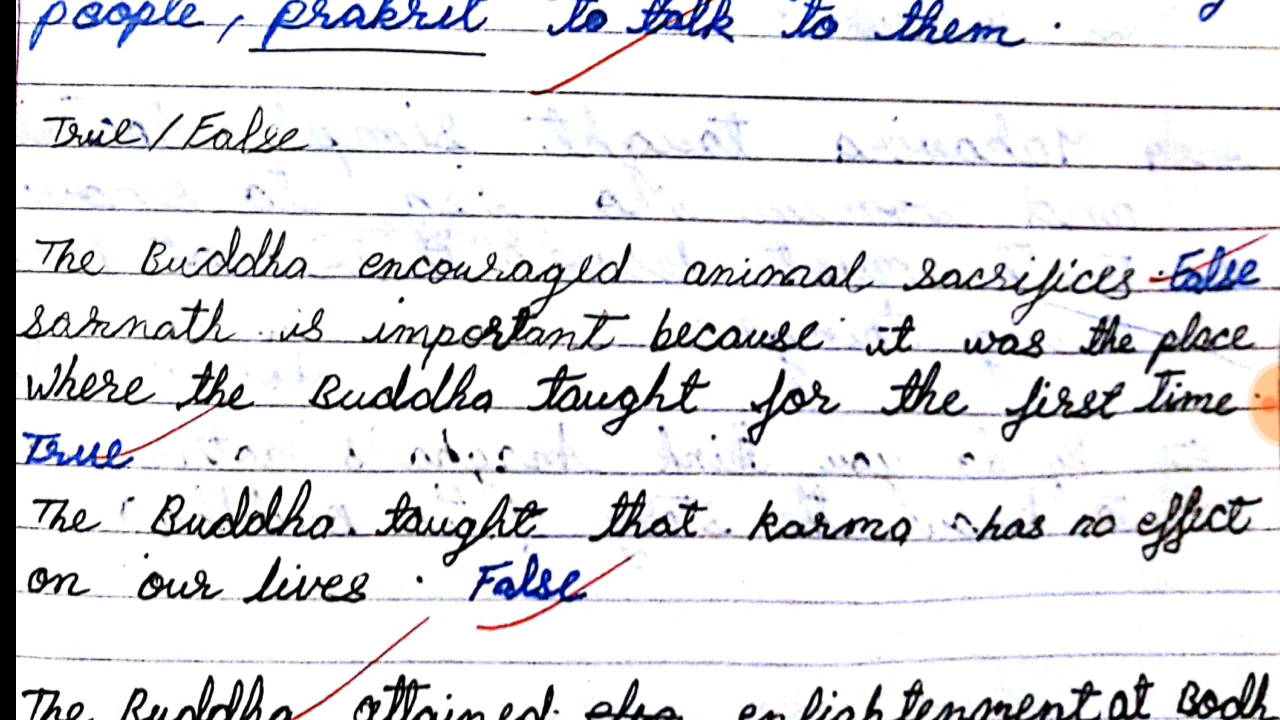 people, prakrit to talk to them.
True/False
The Buddha encouraged animal sacrifices. False
sarnath is important because it was the place
where the Buddha taught for the first Time.
True
The Buddha taught that karma has no effect
on our lives. False
The Buddha attained enlightenment at Bodh